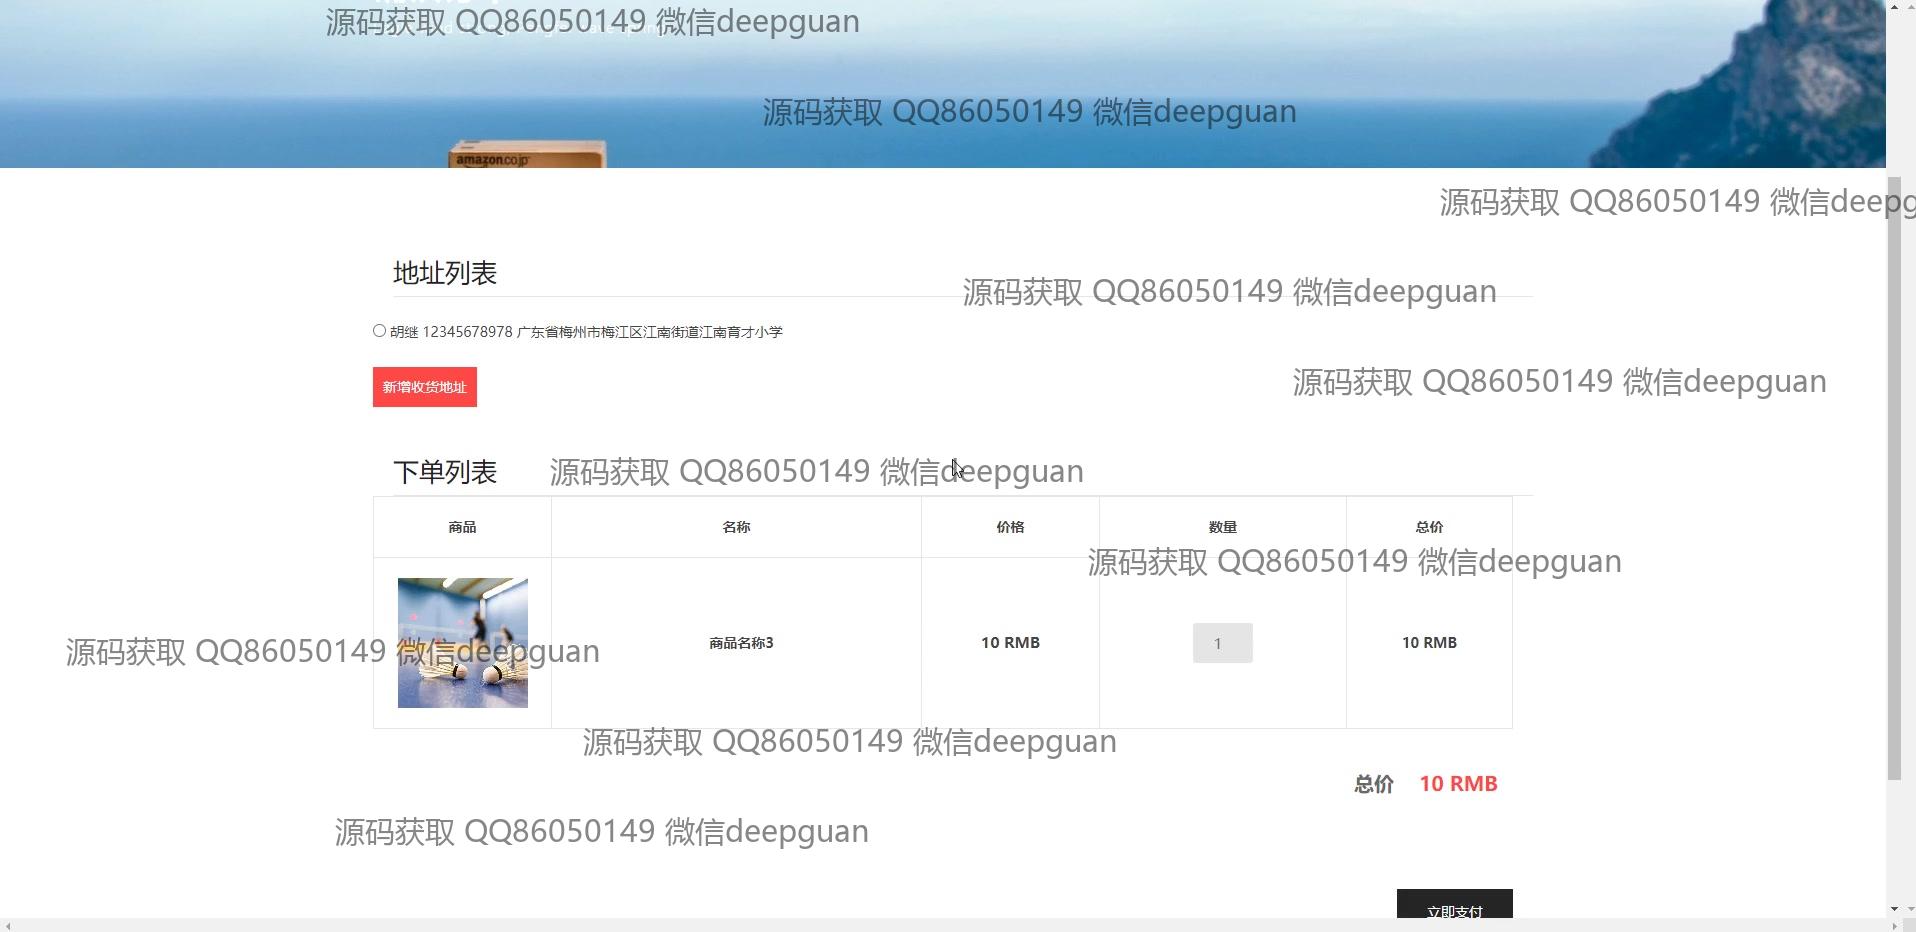 源码获取 QQ86050149 微信deepguan
源码获取 QQ86050149 微信deepguan
amazon.co.jp
源码获取 QQ86050149 微信deepg
地址列表
源码获取 QQ86050149 微信deepguan
胡继 12345678978 广东省梅州市梅江区江南街道江南育才小学
新增收货地址
源码获取 QQ86050149 微信deepguan
下单列表
源码获取 QQ86050149 微信deepguan
商品 名称 价格 数量 总价
源码获取 QQ86050149 微信deepguan
商品名称3 10 RMB 1 10 RMB
源码获取 QQ86050149 微信deepguan
源码获取 QQ86050149 微信deepguan
总价 10 RMB
源码获取 QQ86050149 微信deepguan
立即支付